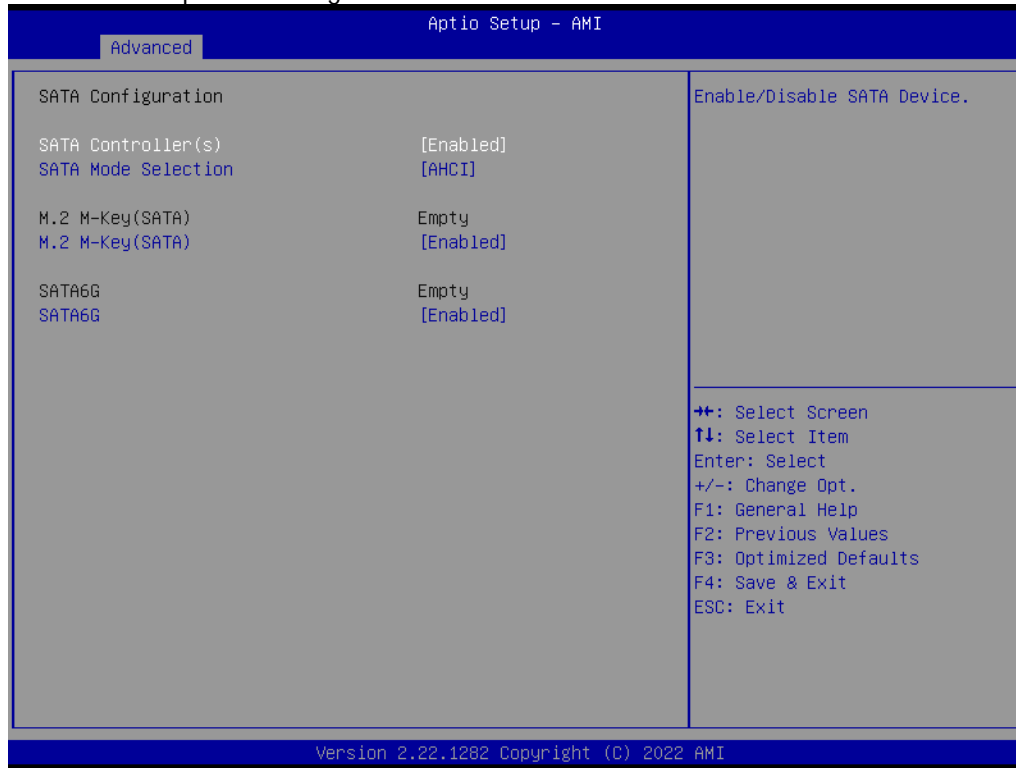 Aptio Setup – AMI
Advanced
SATA Configuration
SATA Controller(s) [Enabled]
SATA Mode Selection [AHCI]
M.2 M-Key(SATA) Empty
M.2 M-Key(SATA) [Enabled]
SATA6G Empty
SATA6G [Enabled]
Enable/Disable SATA Device.
→←: Select Screen
↑↓: Select Item
Enter: Select
+/-: Change Opt.
F1: General Help
F2: Previous Values
F3: Optimized Defaults
F4: Save & Exit
ESC: Exit
Version 2.22.1282 Copyright (C) 2022 AMI